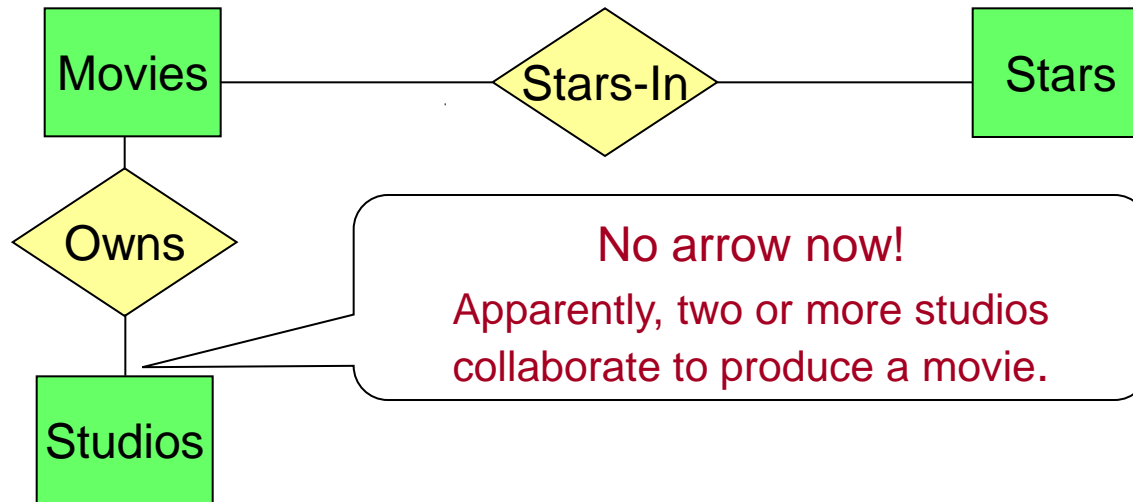 Movies
Stars-In
Stars
Owns
No arrow now!
Apparently, two or more studios
collaborate to produce a movie.
Studios